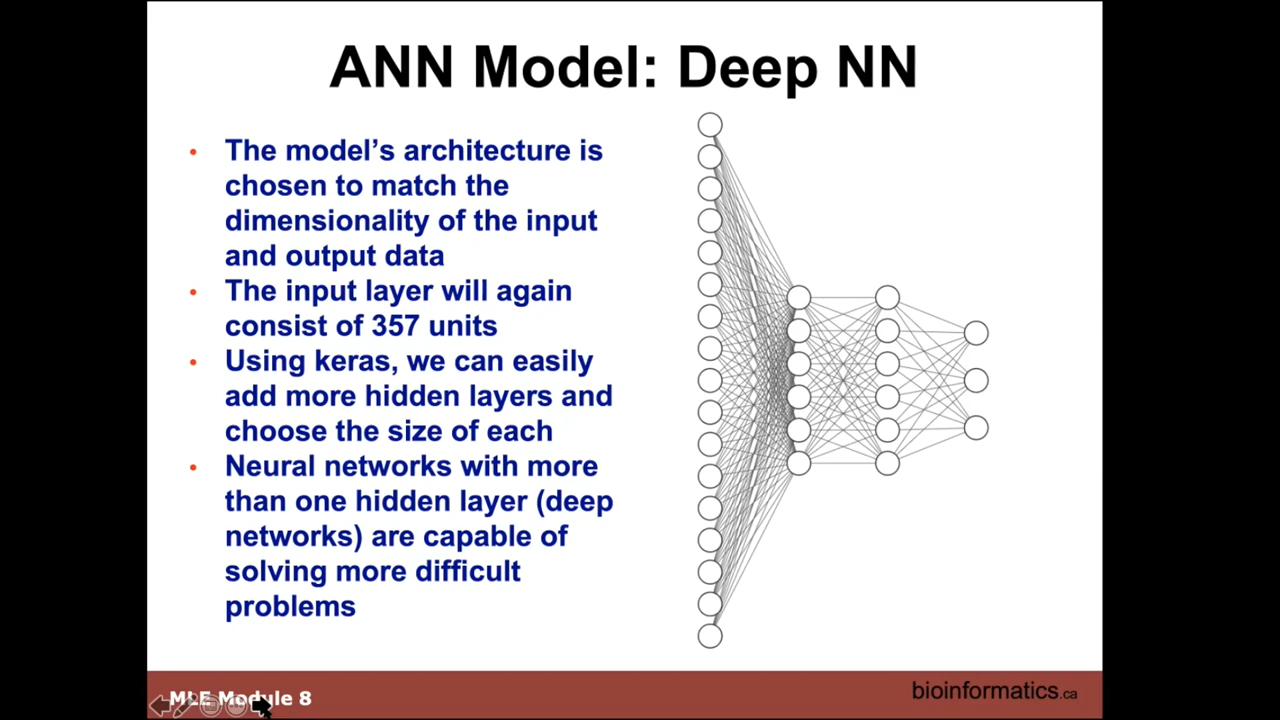 ANN Model: Deep NN
• The model’s architecture is
chosen to match the
dimensionality of the input
and output data
• The input layer will again
consist of 357 units
• Using keras, we can easily
add more hidden layers and
choose the size of each
• Neural networks with more
than one hidden layer (deep
networks) are capable of
solving more difficult
problems
MLE Module 8
bioinformatics.ca